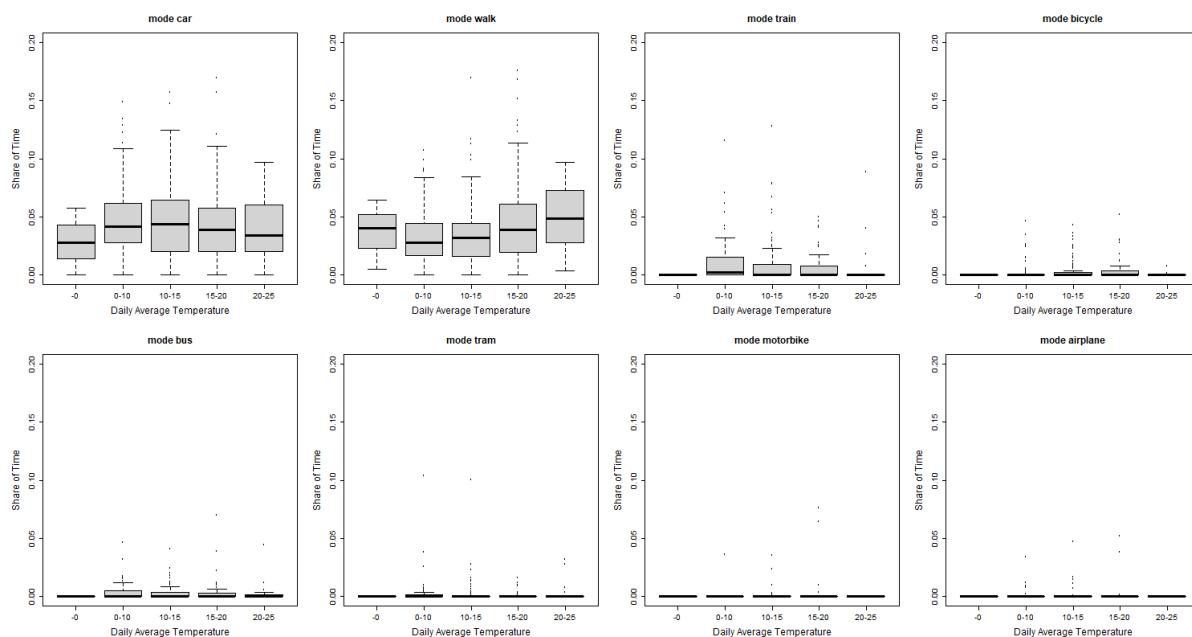 mode car
mode walk
mode train
mode bicycle
0.20
0.15
0.10
0.05
0.00
Share of Time
-0 0-10 10-15 15-20 20-25
Daily Average Temperature
0.20
0.15
0.10
0.05
0.00
Share of Time
-0 0-10 10-15 15-20 20-25
Daily Average Temperature
0.20
0.15
0.10
0.05
0.00
Share of Time
-0 0-10 10-15 15-20 20-25
Daily Average Temperature
0.20
0.15
0.10
0.05
0.00
Share of Time
-0 0-10 10-15 15-20 20-25
Daily Average Temperature
mode bus
mode tram
mode motorbike
mode airplane
0.20
0.15
0.10
0.05
0.00
Share of Time
-0 0-10 10-15 15-20 20-25
Daily Average Temperature
0.20
0.15
0.10
0.05
0.00
Share of Time
-0 0-10 10-15 15-20 20-25
Daily Average Temperature
0.20
0.15
0.10
0.05
0.00
Share of Time
-0 0-10 10-15 15-20 20-25
Daily Average Temperature
0.20
0.15
0.10
0.05
0.00
Share of Time
-0 0-10 10-15 15-20 20-25
Daily Average Temperature